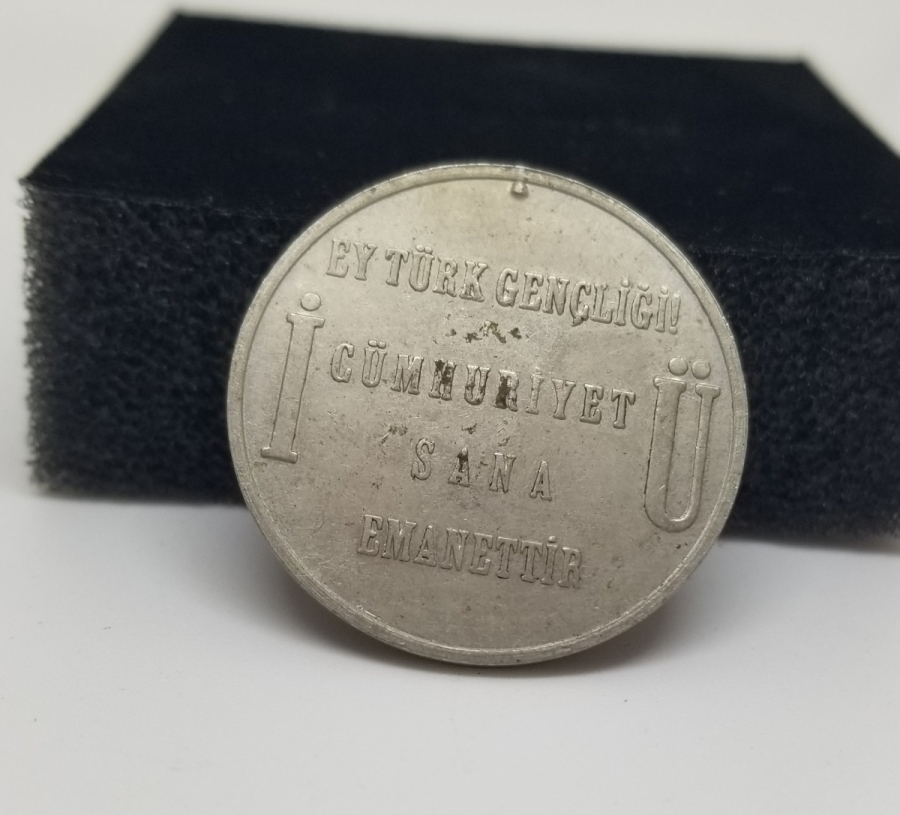 EY TÜRK GENÇLİĞİ!
İ
CÜMHURİYET
Ü
SANA
EMANETTİR